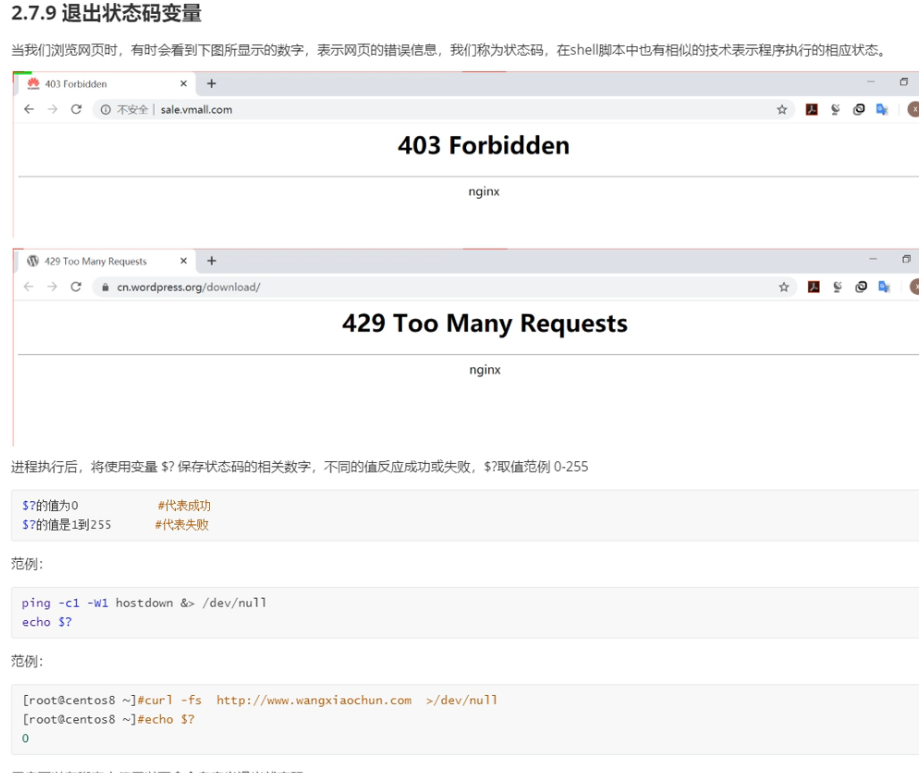 2.7.9 退出状态码变量
当我们浏览网页时，有时会看到下图所显示的数字，表示网页的错误信息，我们称为状态码，在shell脚本中也有相似的技术表示程序执行的相应状态。
403 Forbidden
不安全 | sale.vmall.com
403 Forbidden
nginx
429 Too Many Requests
cn.wordpress.org/download/
429 Too Many Requests
nginx
进程执行后，将使用变量 $? 保存状态码的相关数字，不同的值反应成功或失败，$?取值范例 0-255
$?的值为0 #代表成功
$?的值是1到255 #代表失败
范例：
ping -c1 -W1 hostdown &> /dev/null
echo $?
范例：
[root@centos8 ~]#curl -fs http://www.wangxiaochun.com >/dev/null
[root@centos8 ~]#echo $?
0